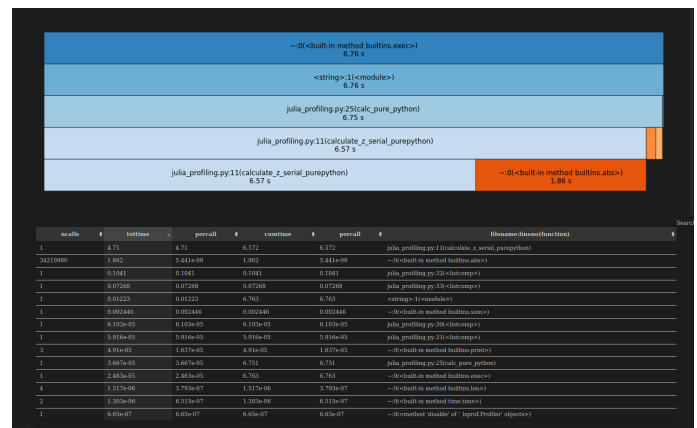 ~:0(<built-in method builtins.exec>)
6.76 s
<string>:1(<module>)
6.76 s
julia_profiling.py:25(calc_pure_python)
6.75 s
julia_profiling.py:11(calculate_z_serial_purepython)
6.57 s
julia_profiling.py:11(calculate_z_serial_purepython) ~:0(<built-in method builtins.abs>)
6.57 s 1.86 s
Search
ncalls tottime percall cumtime percall filename:lineno(function)
1 4.71 4.71 6.572 6.572 julia_profiling.py:11(calculate_z_serial_purepython)
34219980 1.862 5.441e-08 1.862 5.441e-08 ~:0(<built-in method builtins.abs>)
1 0.1041 0.1041 0.1041 0.1041 julia_profiling.py:32(<listcomp>)
1 0.07268 0.07268 0.07268 0.07268 julia_profiling.py:33(<listcomp>)
1 0.01223 0.01223 6.763 6.763 <string>:1(<module>)
1 0.002446 0.002446 0.002446 0.002446 ~:0(<built-in method builtins.sum>)
1 6.103e-05 6.103e-05 6.103e-05 6.103e-05 julia_profiling.py:30(<listcomp>)
1 5.916e-05 5.916e-05 5.916e-05 5.916e-05 julia_profiling.py:31(<listcomp>)
3 4.91e-05 1.637e-05 4.91e-05 1.637e-05 ~:0(<built-in method builtins.print>)
1 3.667e-05 3.667e-05 6.751 6.751 julia_profiling.py:25(calc_pure_python)
1 2.463e-05 2.463e-05 6.763 6.763 ~:0(<built-in method builtins.exec>)
4 1.517e-06 3.793e-07 1.517e-06 3.793e-07 ~:0(<built-in method builtins.len>)
2 1.303e-06 6.515e-07 1.303e-06 6.515e-07 ~:0(<built-in method time.time>)
1 6.65e-07 6.65e-07 6.65e-07 6.65e-07 ~:0(<method 'disable' of '_lsprof.Profiler' objects>)